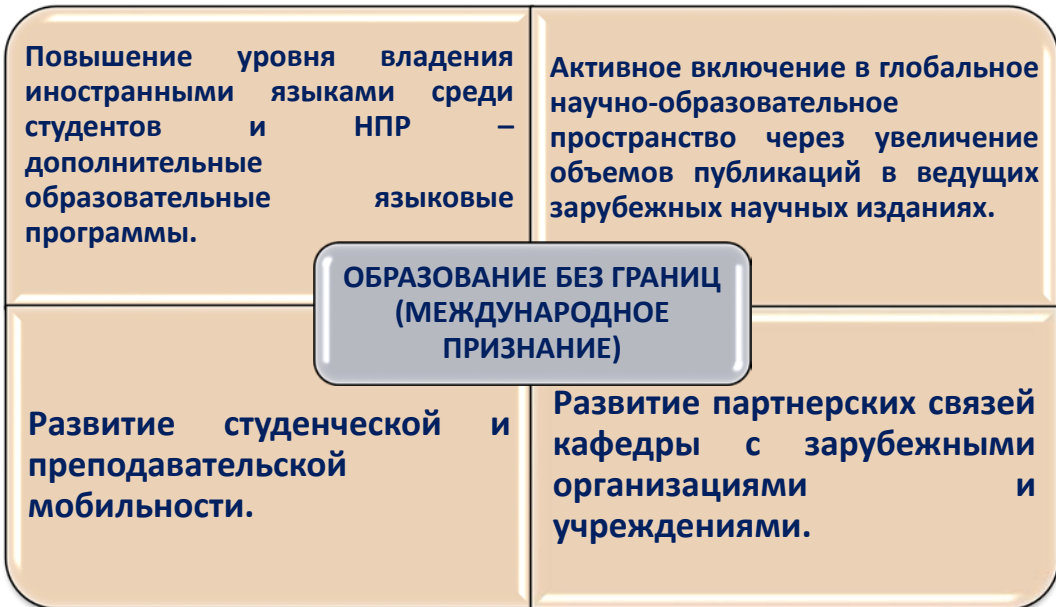 Повышение уровня владения
иностранными языками среди
студентов и НПР –
дополнительные
образовательные языковые
программы.
Активное включение в глобальное
научно-образовательное
пространство через увеличение
объемов публикаций в ведущих
зарубежных научных изданиях.
ОБРАЗОВАНИЕ БЕЗ ГРАНИЦ
(МЕЖДУНАРОДНОЕ
ПРИЗНАНИЕ)
Развитие студенческой и
преподавательской
мобильности.
Развитие партнерских связей
кафедры с зарубежными
организациями и
учреждениями.